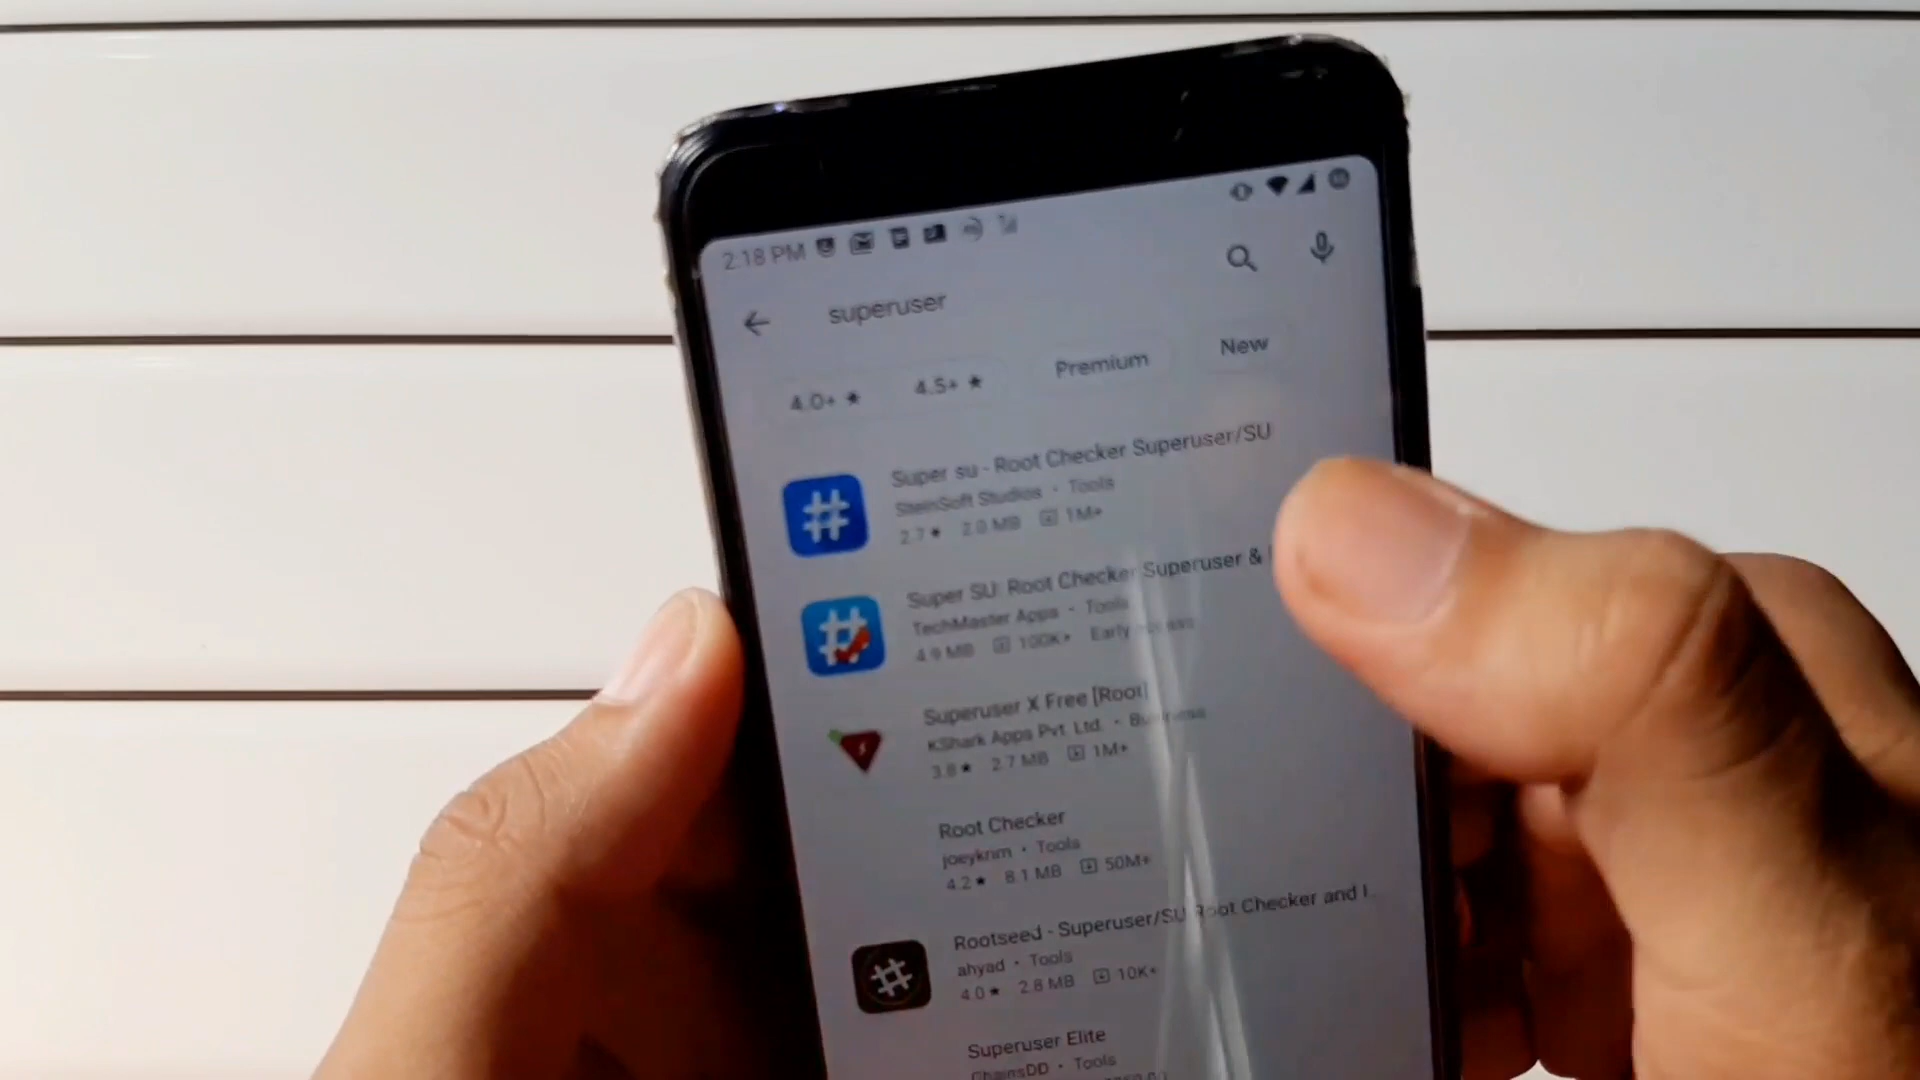 2:18 PM
superuser
4.0+ ★ 4.5+ ★ Premium New
Super su - Root Checker Superuser/SU
SteinSoft Studios · Tools
2.7★ 2.0 MB 1M+
Super SU: Root Checker Superuser &
TechMaster Apps · Tools
4.9 MB 100K+ Early access
Superuser X Free [Root]
KShark Apps Pvt. Ltd. · Business
3.8★ 2.7 MB 1M+
Root Checker
joeykrim · Tools
4.2★ 8.1 MB 50M+
Rootseed - Superuser/SU Root Checker and I..
ahyad · Tools
4.0★ 2.8 MB 10K+
Superuser Elite
ChainsDD · Tools